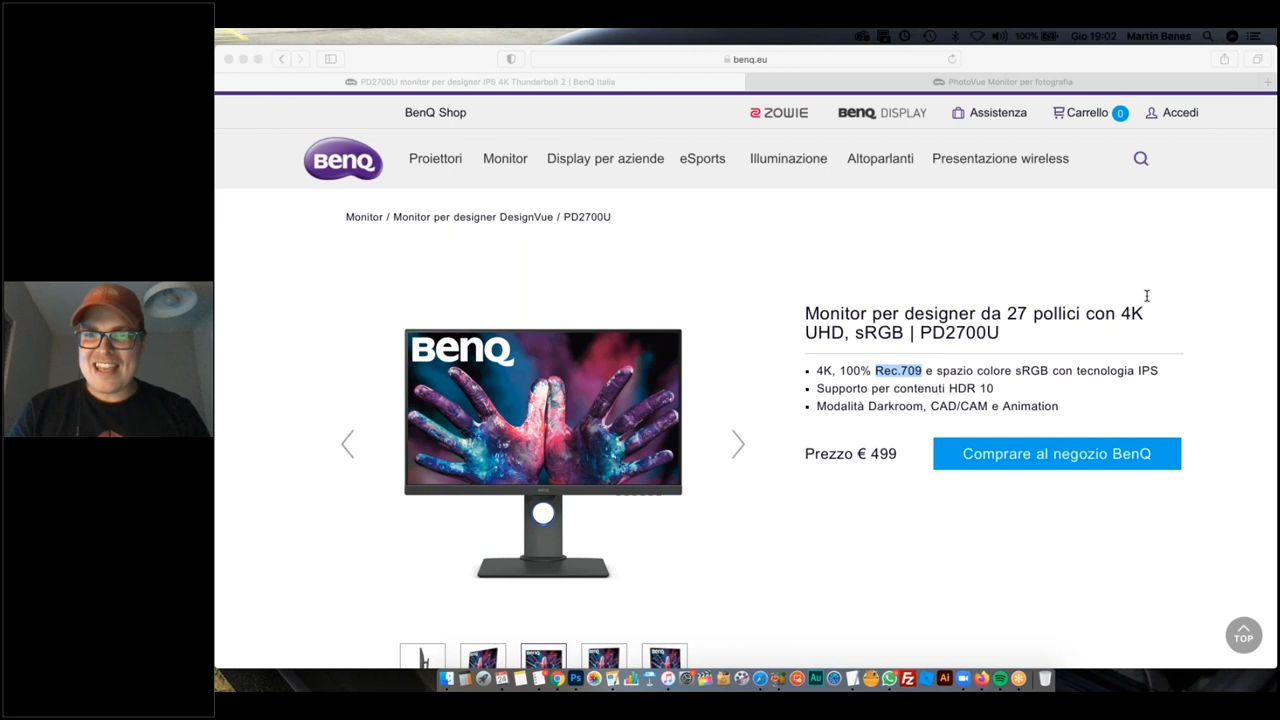 100%
Gio 19:02
Martin Benes
benq.eu
PD2700U monitor per designer IPS 4K Thunderbolt 2 | BenQ Italia
PhotoVue Monitor per fotografia
BenQ Shop
ZOWIE
BenQ DISPLAY
Assistenza
Carrello
0
Accedi
BenQ
Proiettori
Monitor
Display per aziende
eSports
Illuminazione
Altoparlanti
Presentazione wireless
Monitor / Monitor per designer DesignVue / PD2700U
BenQ
Monitor per designer da 27 pollici con 4K
UHD, sRGB | PD2700U
4K, 100% Rec.709 e spazio colore sRGB con tecnologia IPS
Supporto per contenuti HDR 10
Modalità Darkroom, CAD/CAM e Animation
Prezzo € 499
Comprare al negozio BenQ
TOP
Ps
Au
Ai